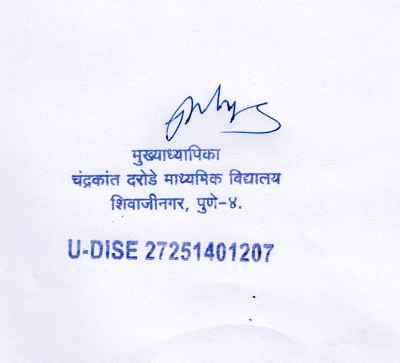 मुख्याध्यापिका
चंद्रकांत दरोडे माध्यमिक विद्यालय
शिवाजीनगर, पुणे-४.
U-DISE 27251401207